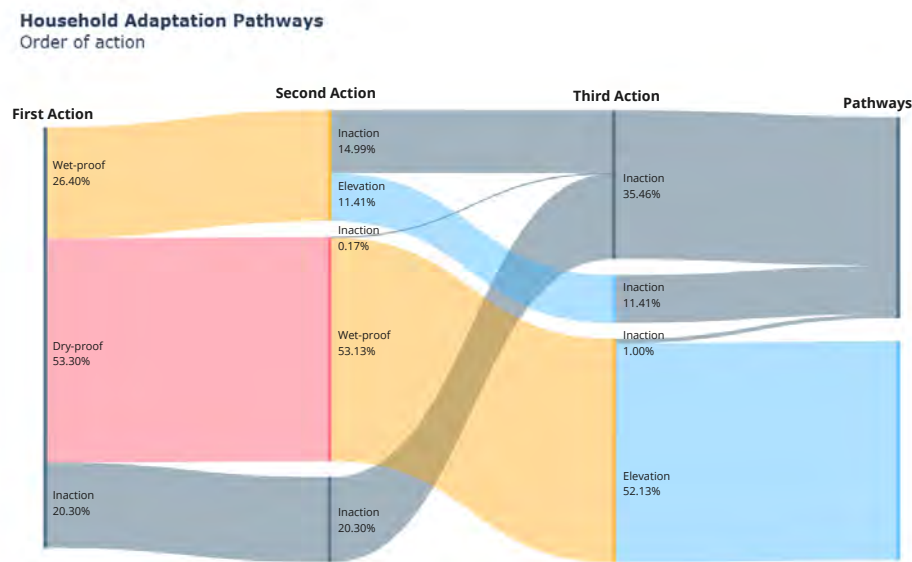 Household Adaptation Pathways
Order of action
First Action
Second Action
Third Action
Pathways
Wet-proof
26.40%
Dry-proof
53.30%
Inaction
20.30%
Inaction
14.99%
Elevation
11.41%
Inaction
0.17%
Wet-proof
53.13%
Inaction
20.30%
Inaction
35.46%
Inaction
11.41%
Inaction
1.00%
Elevation
52.13%